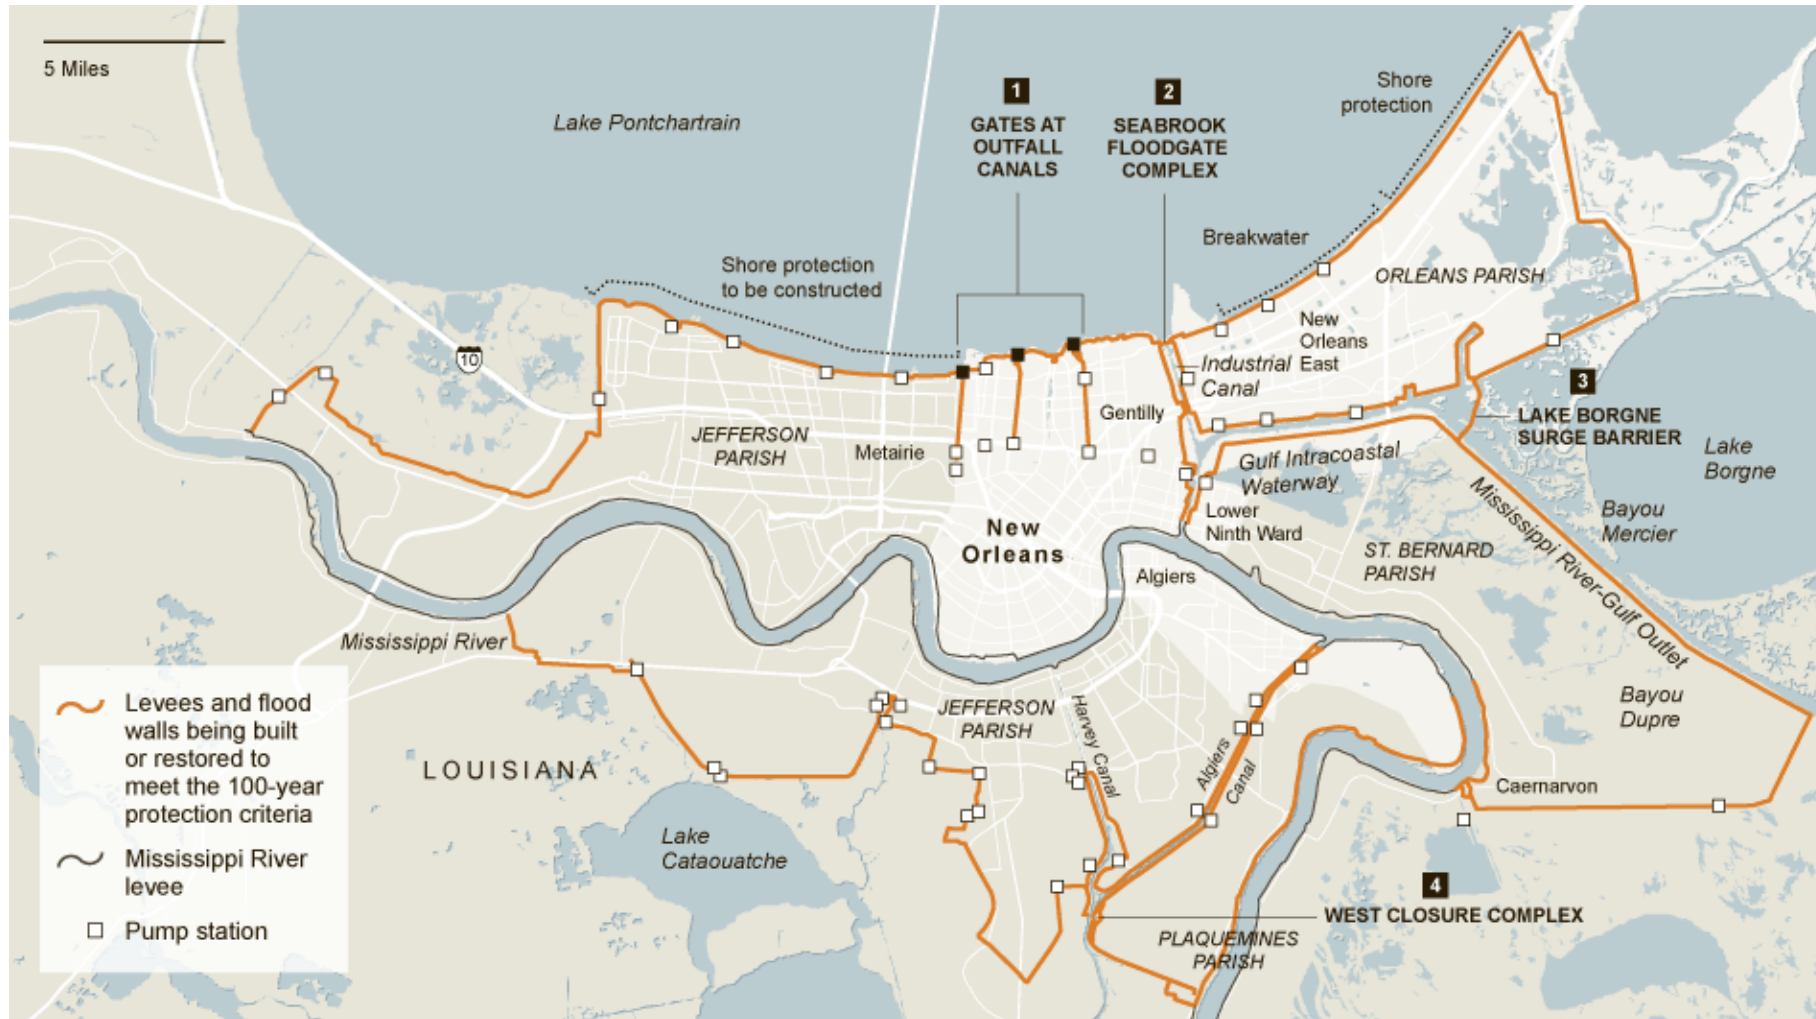 5 Miles
Lake Pontchartrain
1
GATES AT
OUTFALL
CANALS
2
SEABROOK
FLOODGATE
COMPLEX
Shore
protection
Breakwater
Shore protection
to be constructed
ORLEANS PARISH
New
Orleans
East
Industrial
Canal
10
Gentilly
JEFFERSON
PARISH
Metairie
3
LAKE BORGNE
SURGE BARRIER
Lake
Borgne
Gulf Intracoastal
Waterway
Mississippi River-Gulf Outlet
Bayou
Mercier
Lower
Ninth Ward
New
Orleans
ST. BERNARD
PARISH
Algiers
Mississippi River
Bayou
Dupre
JEFFERSON
PARISH
Harvey Canal
Algiers
Canal
LOUISIANA
Caernarvon
Lake
Cataouatche
4
WEST CLOSURE COMPLEX
PLAQUEMINES
PARISH
Levees and flood
walls being built
or restored to
meet the 100-year
protection criteria
Mississippi River
levee
Pump station